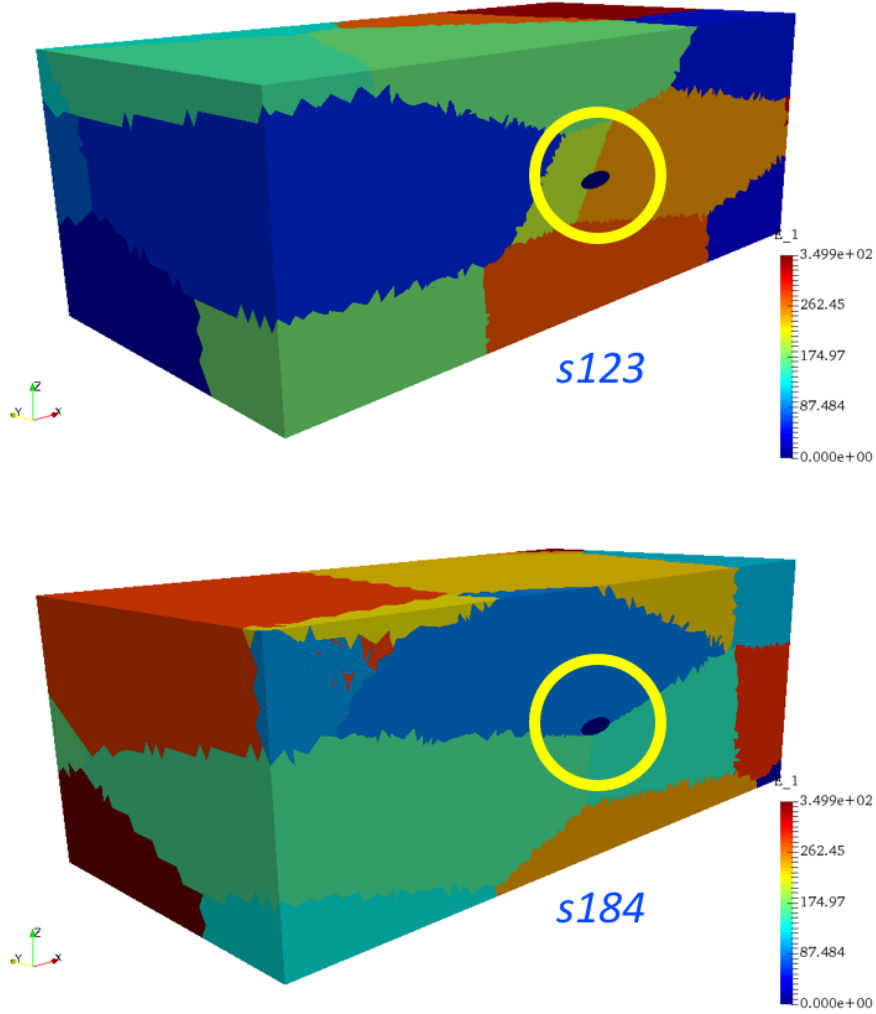 E_1
3.499e+02
262.45
174.97
87.484
0.000e+00
s123
Z
Y
X
E_1
3.499e+02
262.45
174.97
87.484
0.000e+00
s184
Z
Y
X